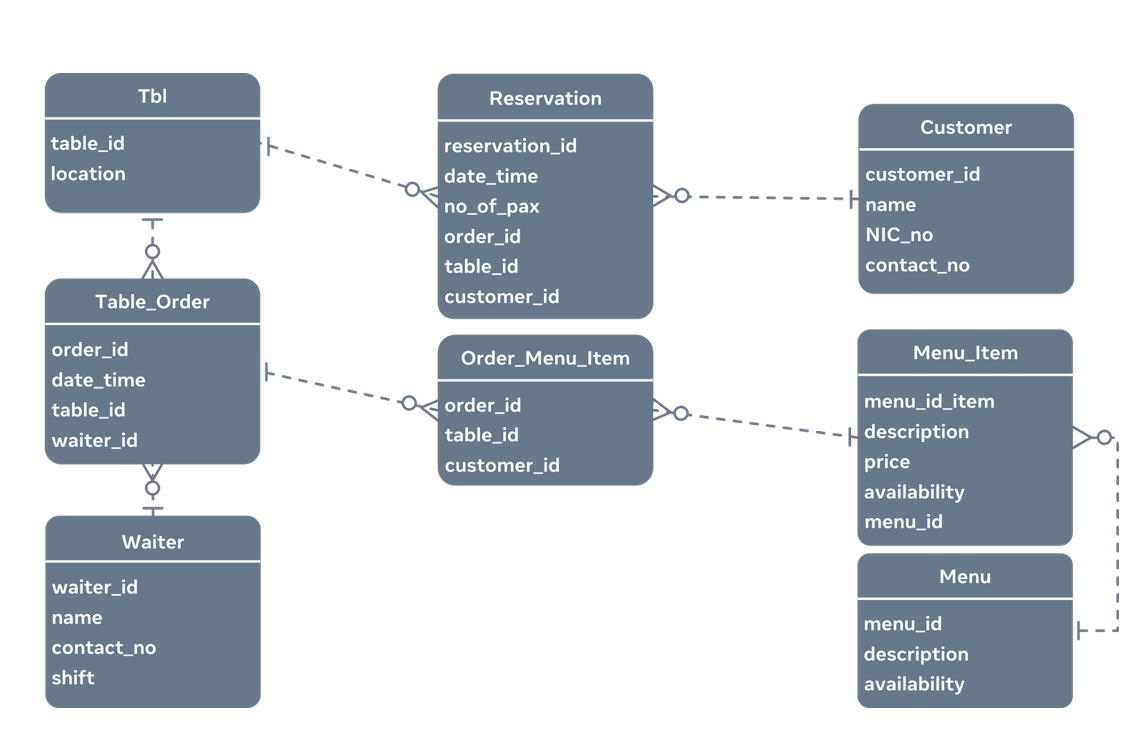 Tbl
table_id
location
Reservation
reservation_id
date_time
no_of_pax
order_id
table_id
customer_id
Customer
customer_id
name
NIC_no
contact_no
Table_Order
order_id
date_time
table_id
waiter_id
Order_Menu_Item
order_id
table_id
customer_id
Menu_Item
menu_id_item
description
price
availability
menu_id
Waiter
waiter_id
name
contact_no
shift
Menu
menu_id
description
availability